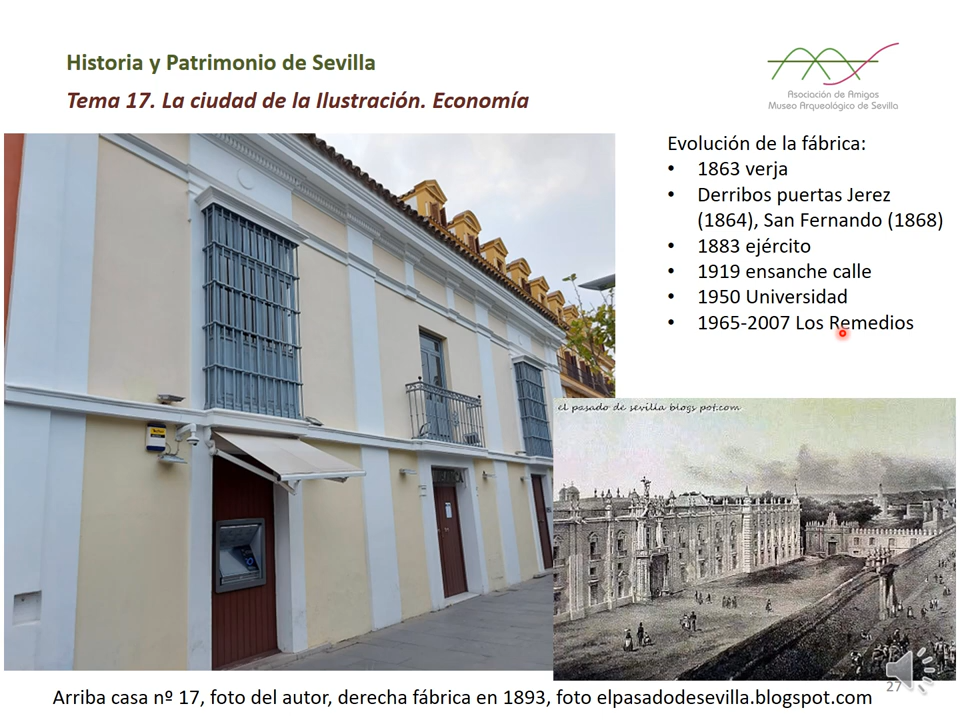 Historia y Patrimonio de Sevilla
Tema 17. La ciudad de la Ilustración. Economía
Asociación de Amigos
Museo Arqueológico de Sevilla
Evolución de la fábrica:
• 1863 verja
• Derribos puertas Jerez
(1864), San Fernando (1868)
• 1883 ejército
• 1919 ensanche calle
• 1950 Universidad
• 1965-2007 Los Remedios
el pasado de sevilla blogs pot.com
27
Arriba casa nº 17, foto del autor, derecha fábrica en 1893, foto elpasadodesevilla.blogspot.com